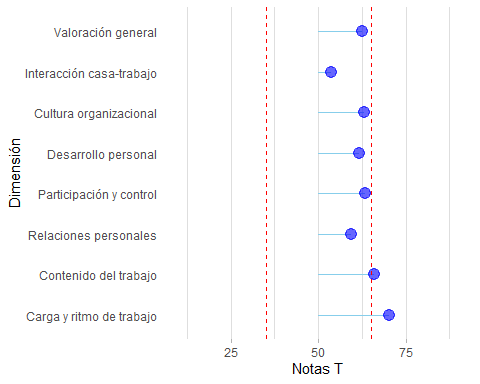 Valoración general
Interacción casa-trabajo
Cultura organizacional
Desarrollo personal
Participación y control
Relaciones personales
Contenido del trabajo
Carga y ritmo de trabajo
Dimensión
25 50 75
Notas T